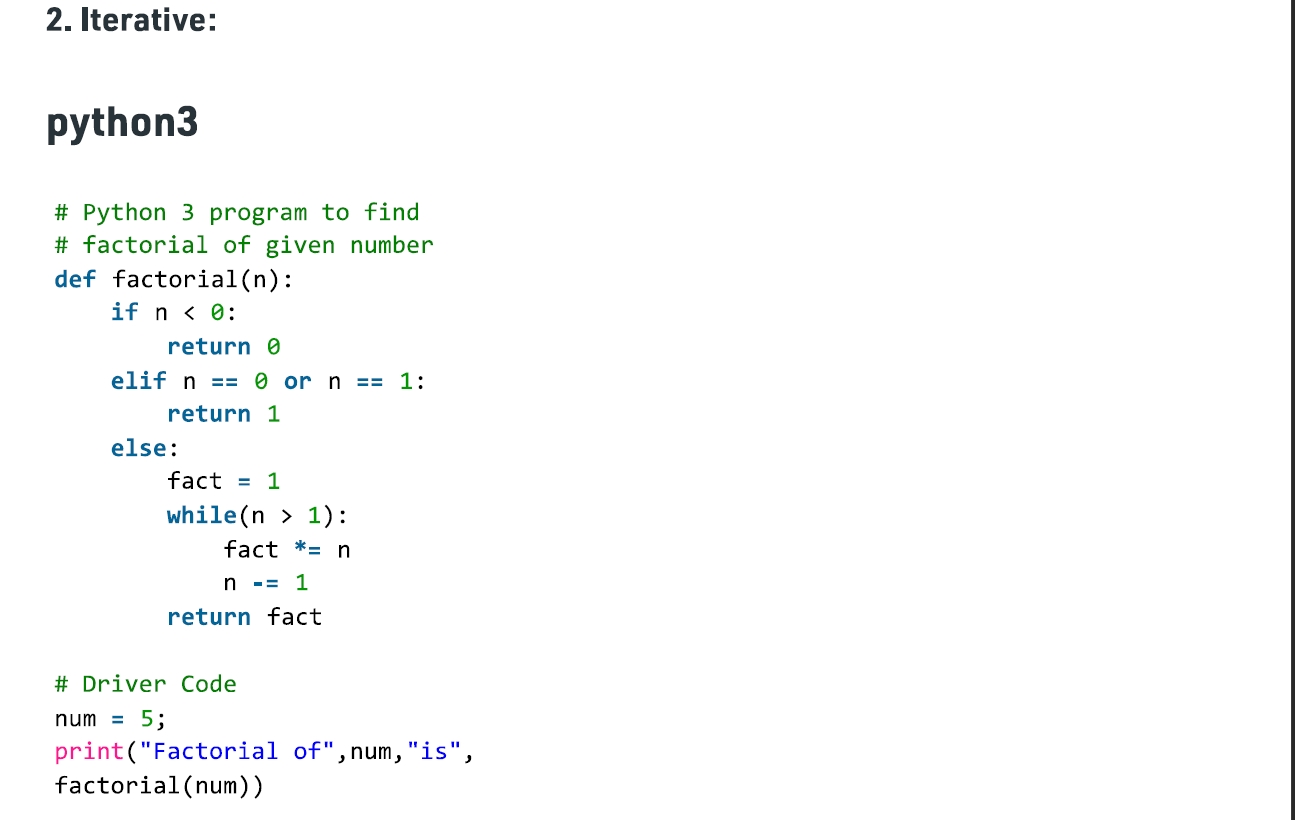 2. Iterative:
python3
# Python 3 program to find
# factorial of given number
def factorial(n):
    if n < 0:
        return 0
    elif n == 0 or n == 1:
        return 1
    else:
        fact = 1
        while(n > 1):
            fact *= n
            n -= 1
        return fact
# Driver Code
num = 5;
print("Factorial of",num,"is",
factorial(num))